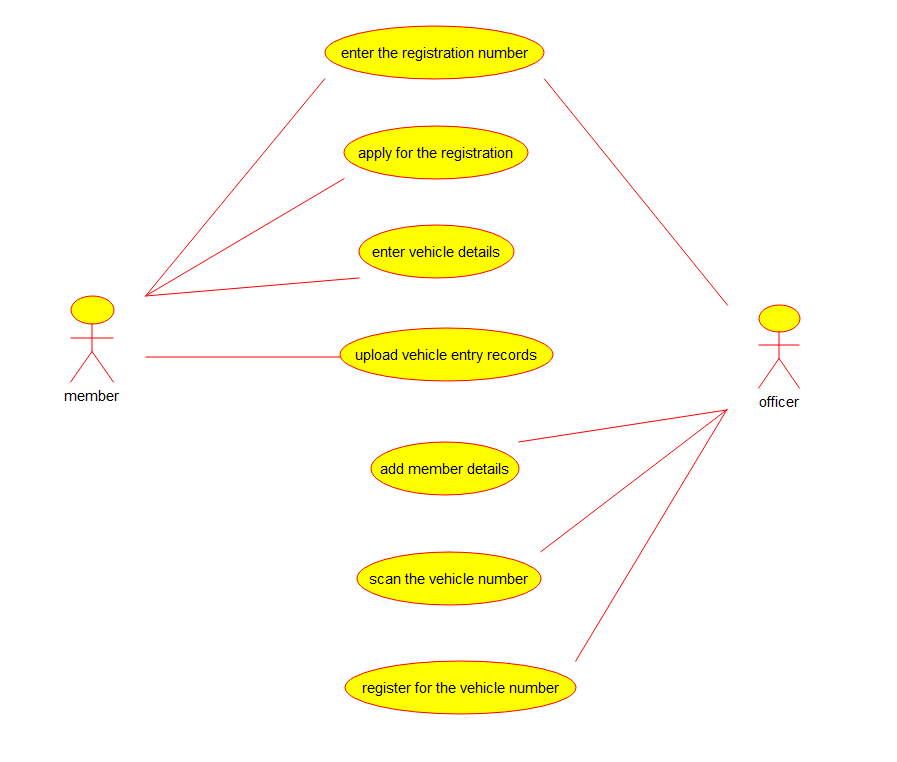 enter the registration number
apply for the registration
enter vehicle details
upload vehicle entry records
member
officer
add member details
scan the vehicle number
register for the vehicle number